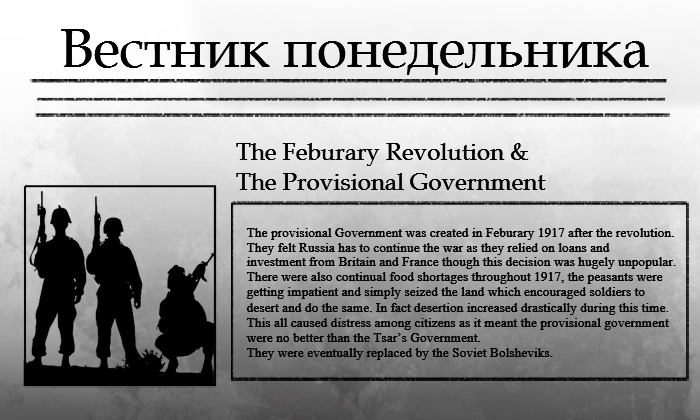 Вестник понедельника
The Feburary Revolution &
The Provisional Government
The provisional Government was created in Feburary 1917 after the revolution.
They felt Russia has to continue the war as they relied on loans and
investment from Britain and France though this decision was hugely unpopular.
There were also continual food shortages throughout 1917, the peasants were
getting impatient and simply seized the land which encouraged soldiers to
desert and do the same. In fact desertion increased drastically during this time.
This all caused distress among citizens as it meant the provisional government
were no better than the Tsar's Government.
They were eventually replaced by the Soviet Bolsheviks.